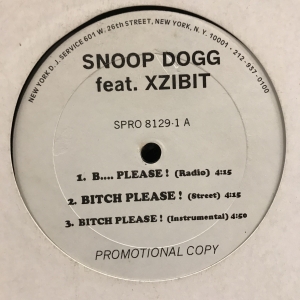 NEW YORK D.J. SERVICE 601 W. 26th STREET, NEW YORK, N.Y. 10001 - 212-957-0100
SNOOP DOGG
feat. XZIBIT
SPRO 8129-1 A
1. B.... PLEASE! (Radio) 4:15
2. BITCH PLEASE! (Street) 4:15
3. BITCH PLEASE! (Instrumental) 4:50
PROMOTIONAL COPY